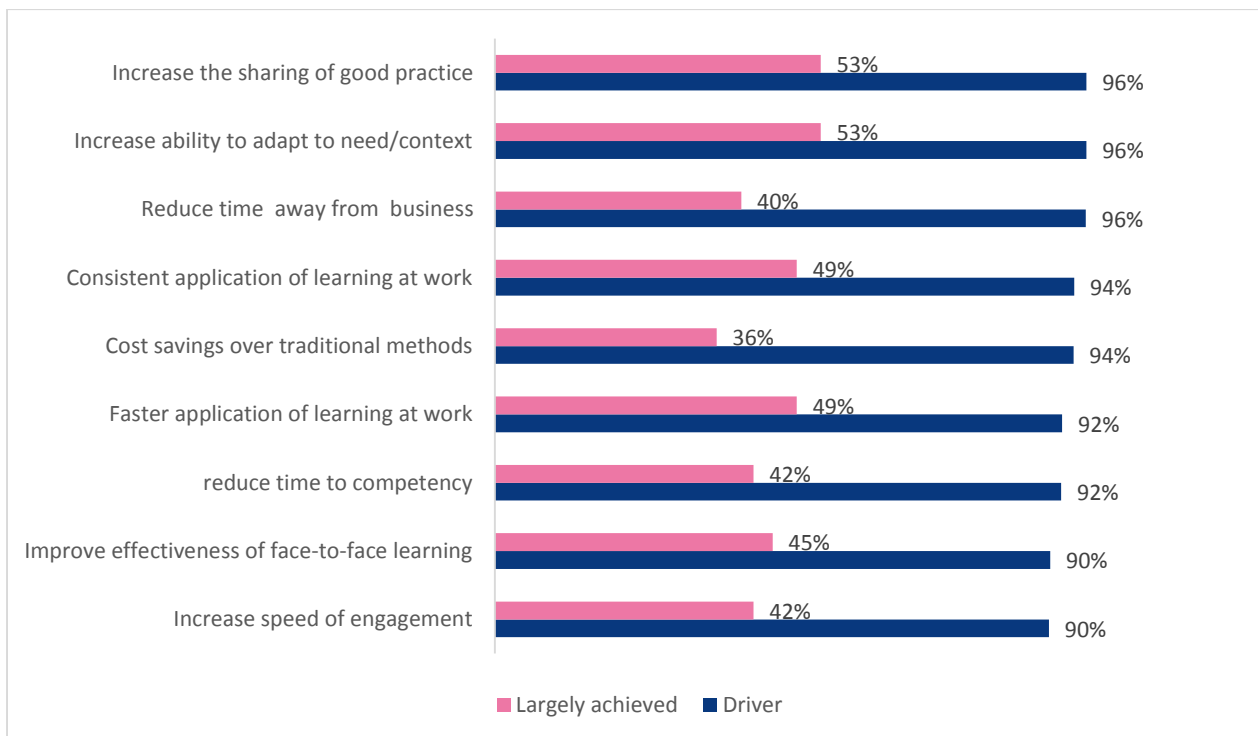 Increase the sharing of good practice
53%
96%
Increase ability to adapt to need/context
53%
96%
Reduce time  away from  business
40%
96%
Consistent application of learning at work
49%
94%
Cost savings over traditional methods
36%
94%
Faster application of learning at work
49%
92%
reduce time to competency
42%
92%
Improve effectiveness of face-to-face learning
45%
90%
Increase speed of engagement
42%
90%
Largely achieved
Driver